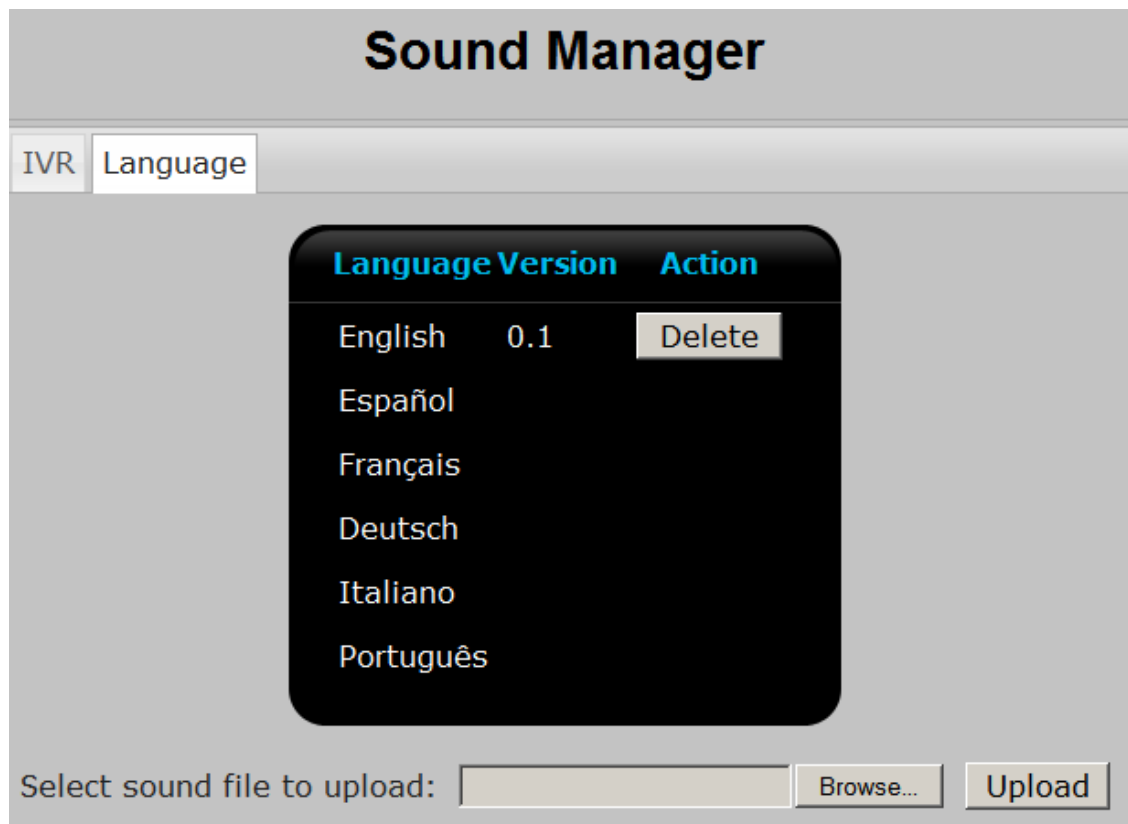 Sound Manager
IVR Language
Language Version Action
English 0.1 Delete
Español
Français
Deutsch
Italiano
Português
Select sound file to upload: Browse... Upload